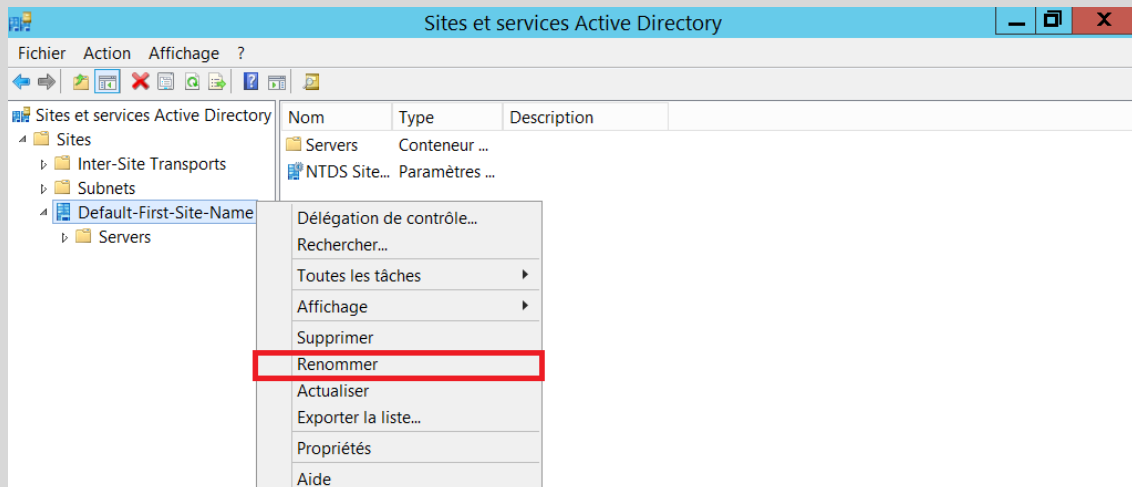 Sites et services Active Directory
Fichier Action Affichage ?
Sites et services Active Directory
Sites
Inter-Site Transports
Subnets
Default-First-Site-Name
Servers
Nom Type Description
Servers Conteneur ...
NTDS Site... Paramètres ...
Délégation de contrôle...
Rechercher...
Toutes les tâches
Affichage
Supprimer
Renommer
Actualiser
Exporter la liste...
Propriétés
Aide